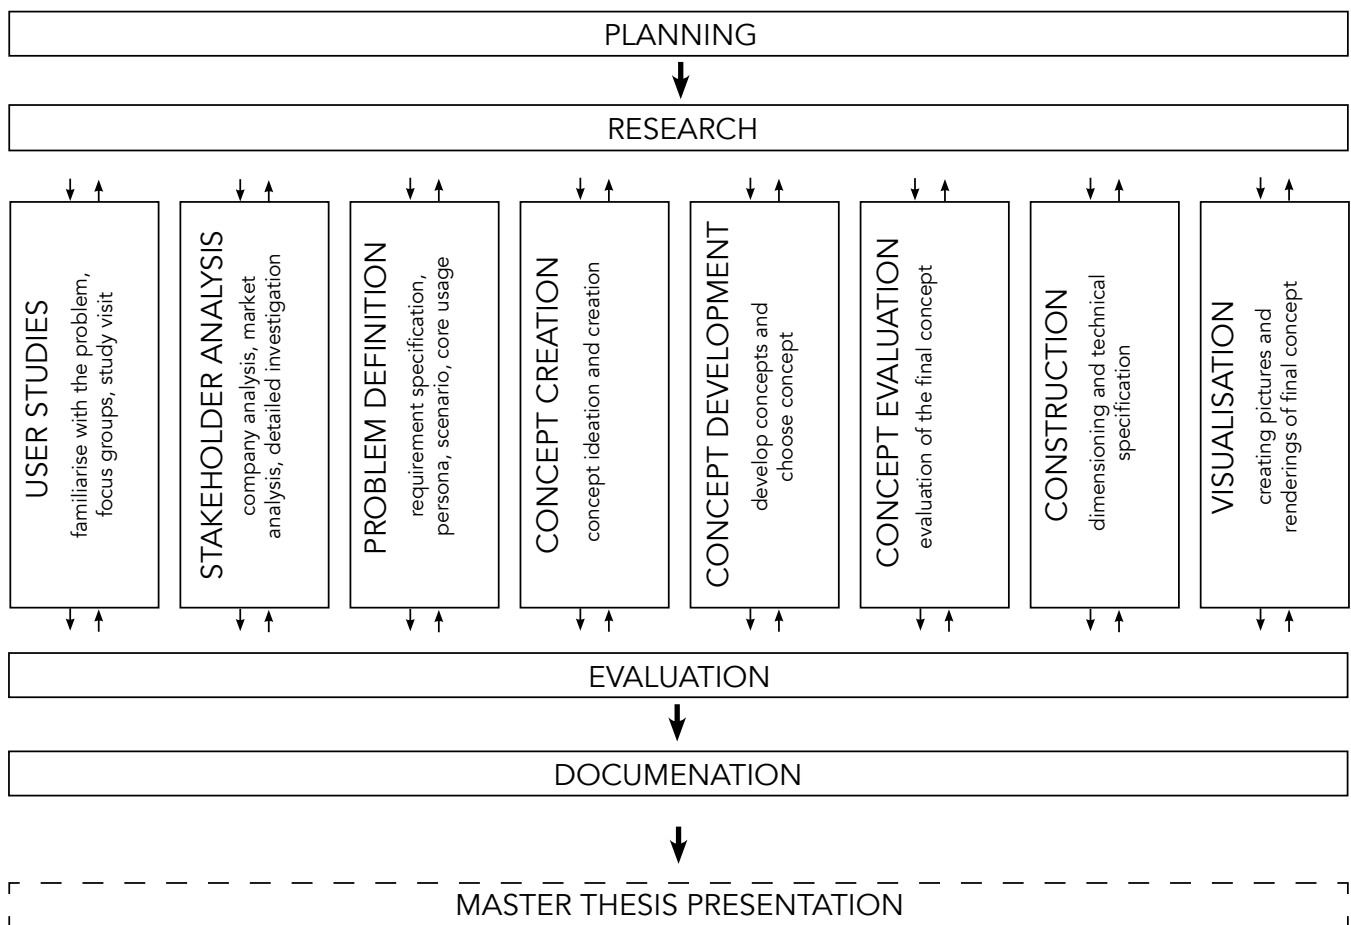 PLANNING
RESEARCH
USER STUDIES
familiarise with the problem,
focus groups, study visit
STAKEHOLDER ANALYSIS
company analysis, market
analysis, detailed investigation
PROBLEM DEFINITION
requirement specification,
persona, scenario, core usage
CONCEPT CREATION
concept ideation and creation
CONCEPT DEVELOPMENT
develop concepts and
choose concept
CONCEPT EVALUATION
evaluation of the final concept
CONSTRUCTION
dimensioning and technical
specification
VISUALISATION
creating pictures and
renderings of final concept
EVALUATION
DOCUMENATION
MASTER THESIS PRESENTATION